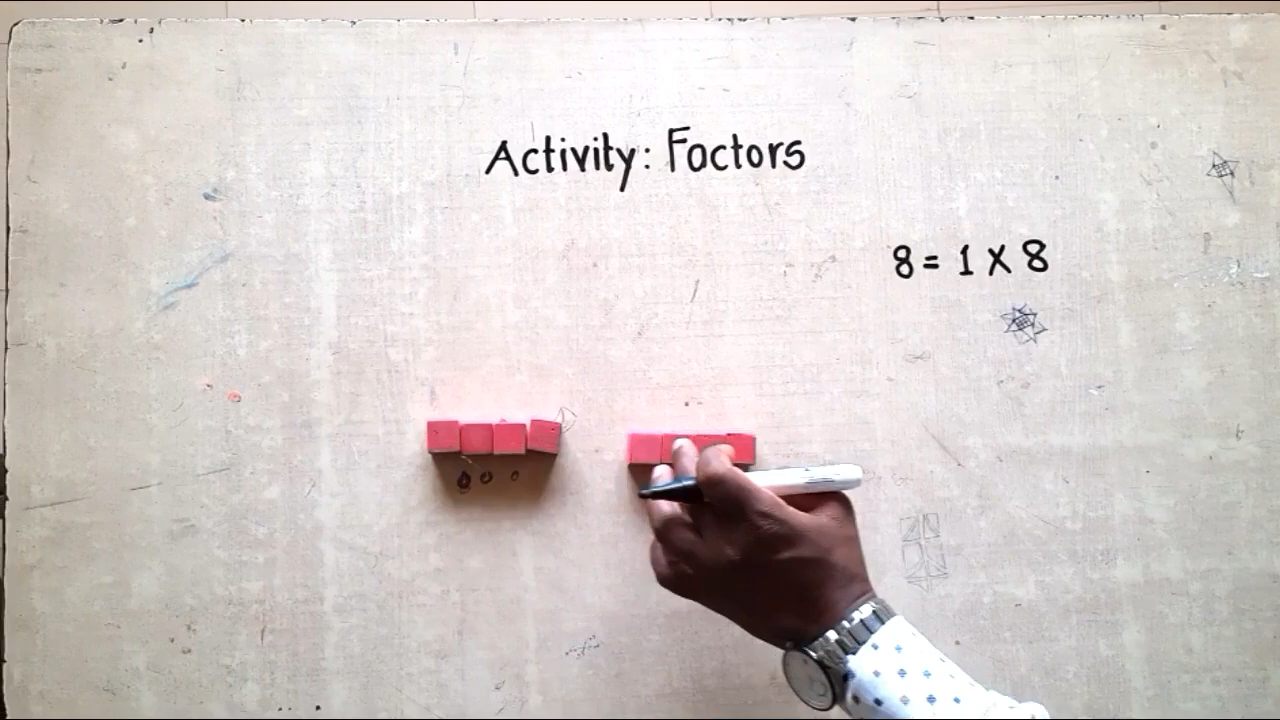 Activity: Factors
8 = 1 X 8